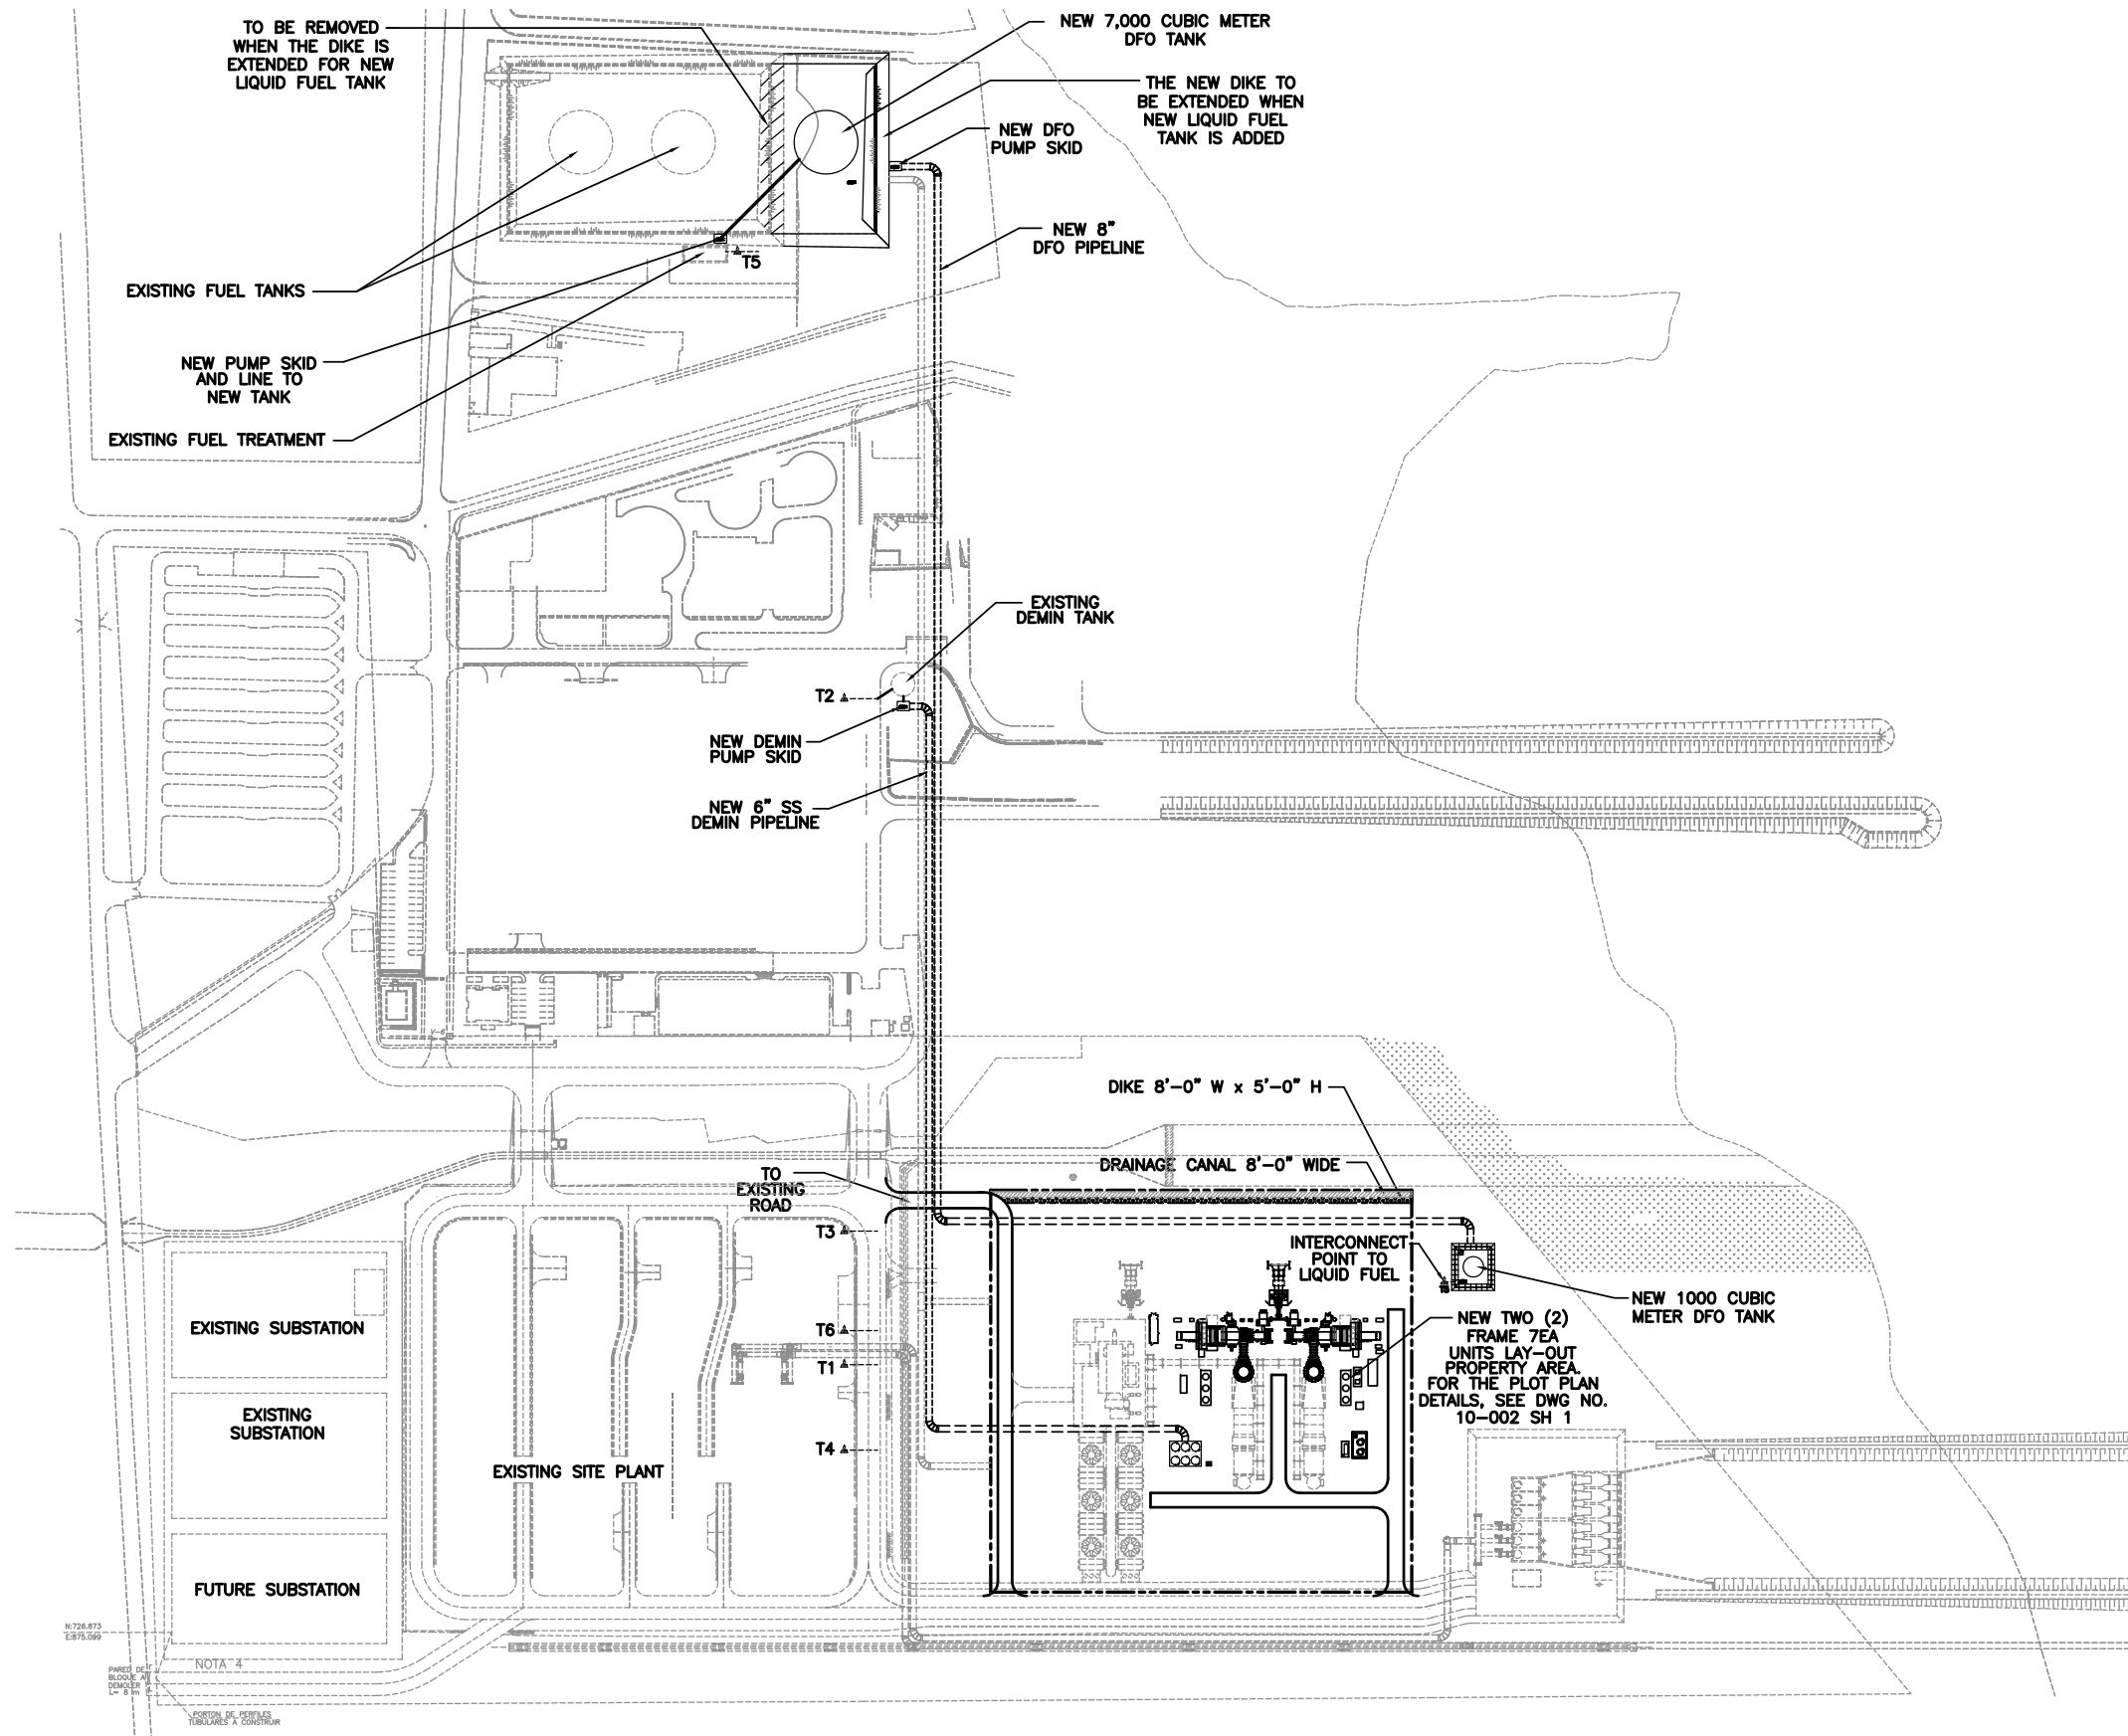 TO BE REMOVED
WHEN THE DIKE IS
EXTENDED FOR NEW
LIQUID FUEL TANK
NEW 7,000 CUBIC METER
DFO TANK
THE NEW DIKE TO
BE EXTENDED WHEN
NEW LIQUID FUEL
TANK IS ADDED
NEW DFO
PUMP SKID
NEW 8"
DFO PIPELINE
T5
EXISTING FUEL TANKS
NEW PUMP SKID
AND LINE TO
NEW TANK
EXISTING FUEL TREATMENT
EXISTING
DEMIN TANK
T2
NEW DEMIN
PUMP SKID
NEW 6" SS
DEMIN PIPELINE
DIKE 8'-0" W x 5'-0" H
DRAINAGE CANAL 8'-0" WIDE
TO
EXISTING
ROAD
T3
INTERCONNECT
POINT TO
LIQUID FUEL
T6
T1
T4
NEW 1000 CUBIC
METER DFO TANK
NEW TWO (2)
FRAME 7EA
UNITS LAY-OUT
PROPERTY AREA.
FOR THE PLOT PLAN
DETAILS, SEE DWG NO.
10-002 SH 1
EXISTING SUBSTATION
EXISTING
SUBSTATION
EXISTING SITE PLANT
FUTURE SUBSTATION
N:726.873
E:875.099
NOTA 4
PARED DE
BLOQUE A
DEMOLER
L= 8 m
PORTON DE PERFILES
TUBULARES A CONSTRUIR